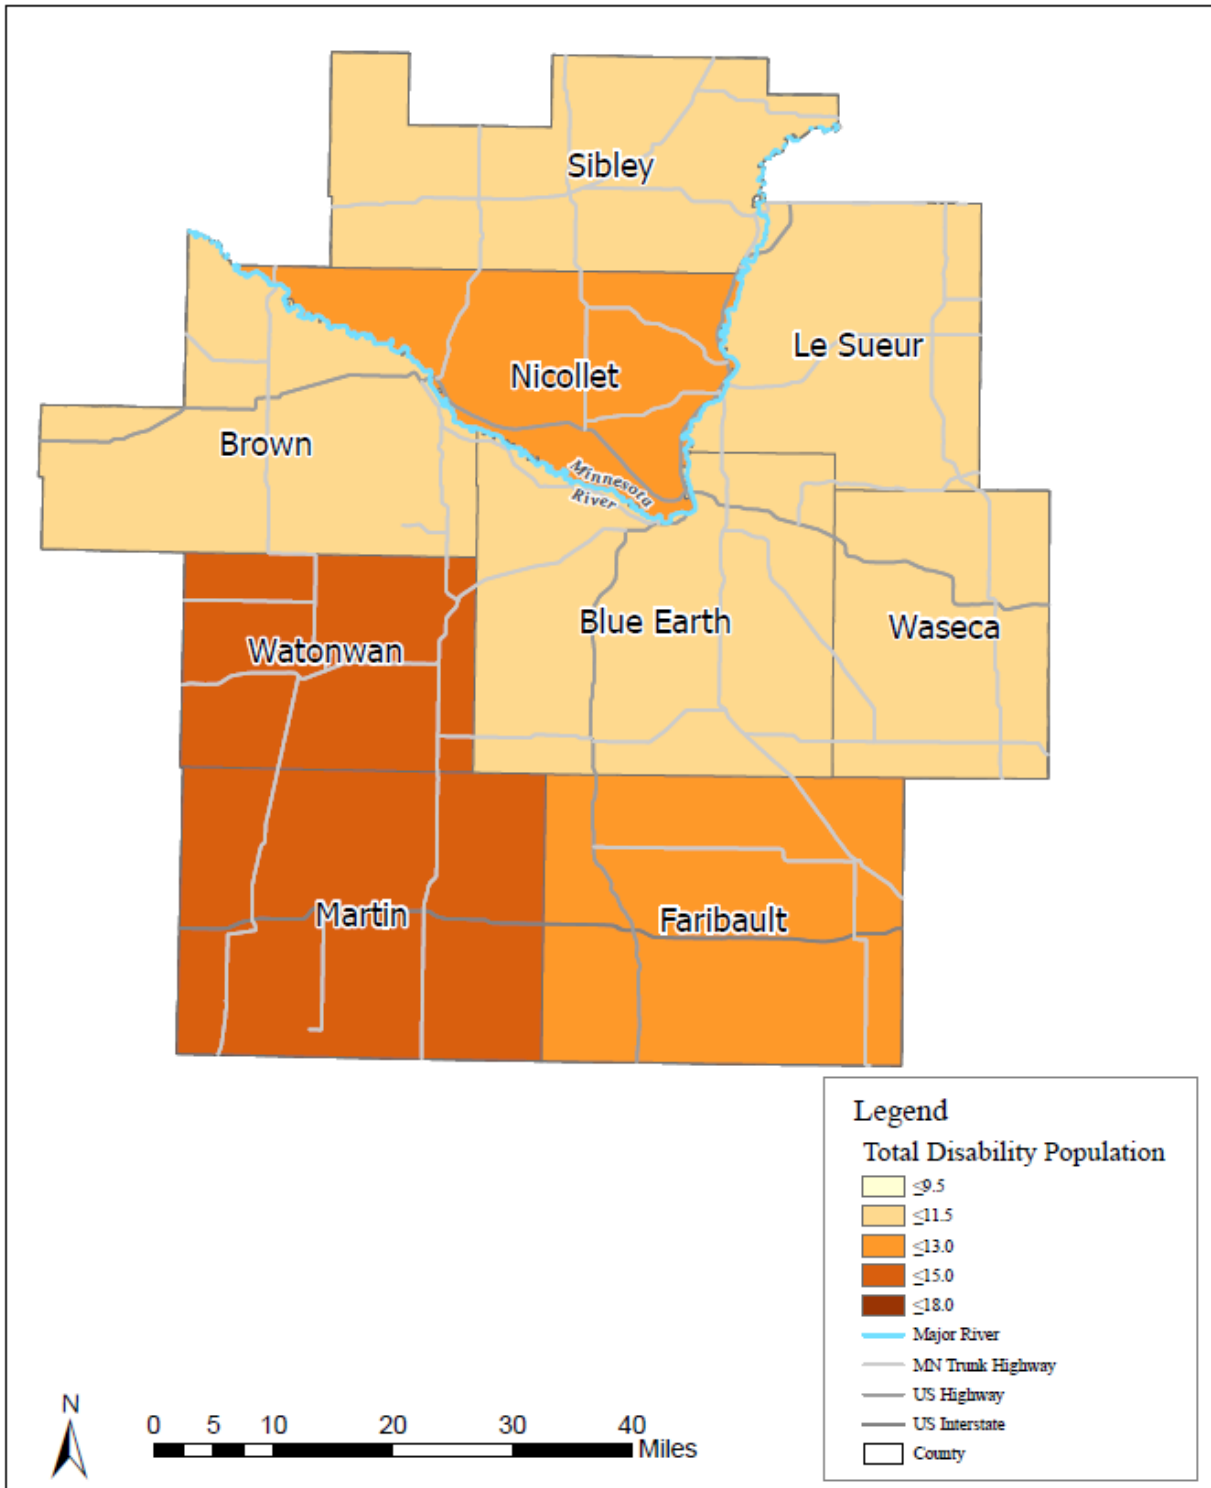 Sibley
Le Sueur
Nicollet
Brown
Minnesota
River
Blue Earth
Waseca
Watonwan
Martin
Faribault
Legend
Total Disability Population
≤9.5
≤11.5
≤13.0
≤15.0
≤18.0
Major River
MN Trunk Highway
US Highway
US Interstate
County
N
0 5 10 20 30 40
Miles